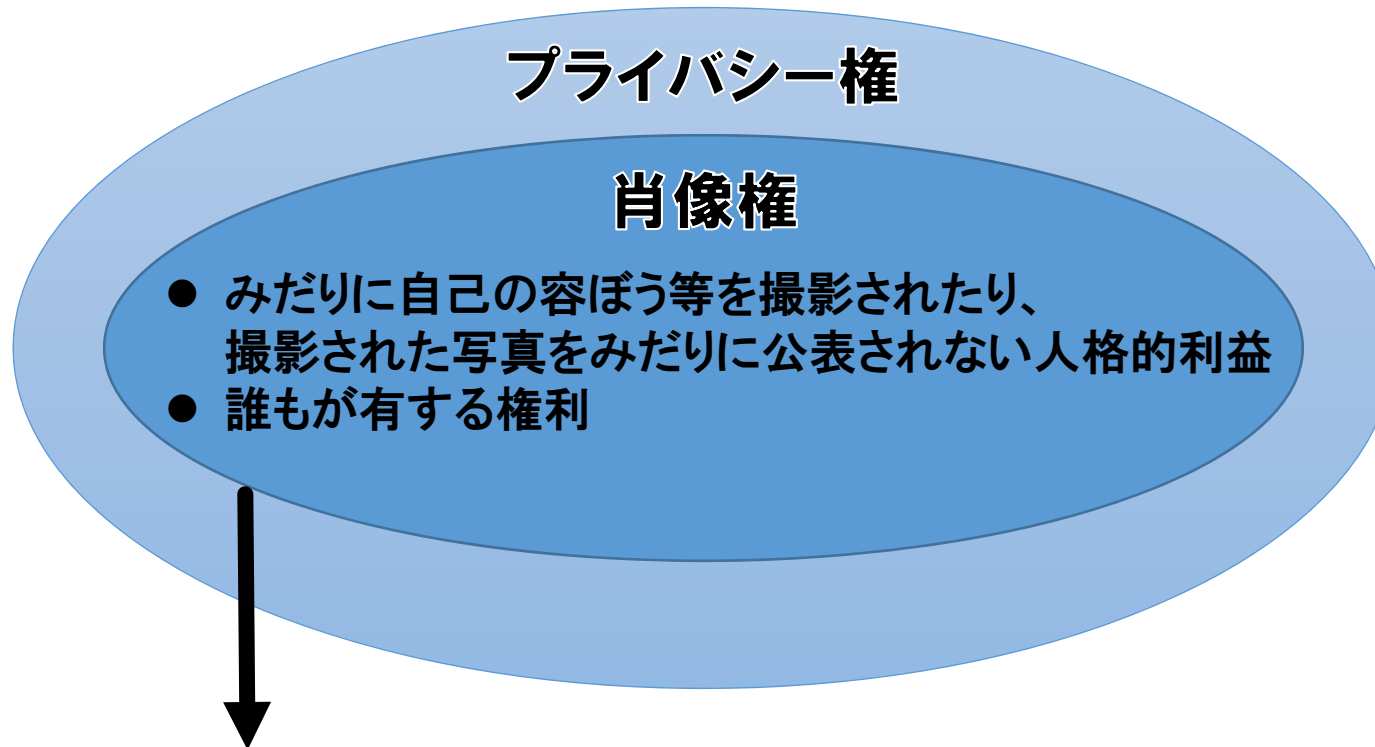 プライバシー権
肖像権
● みだりに自己の容ぼう等を撮影されたり、
撮影された写真をみだりに公表されない人格的利益
● 誰もが有する権利